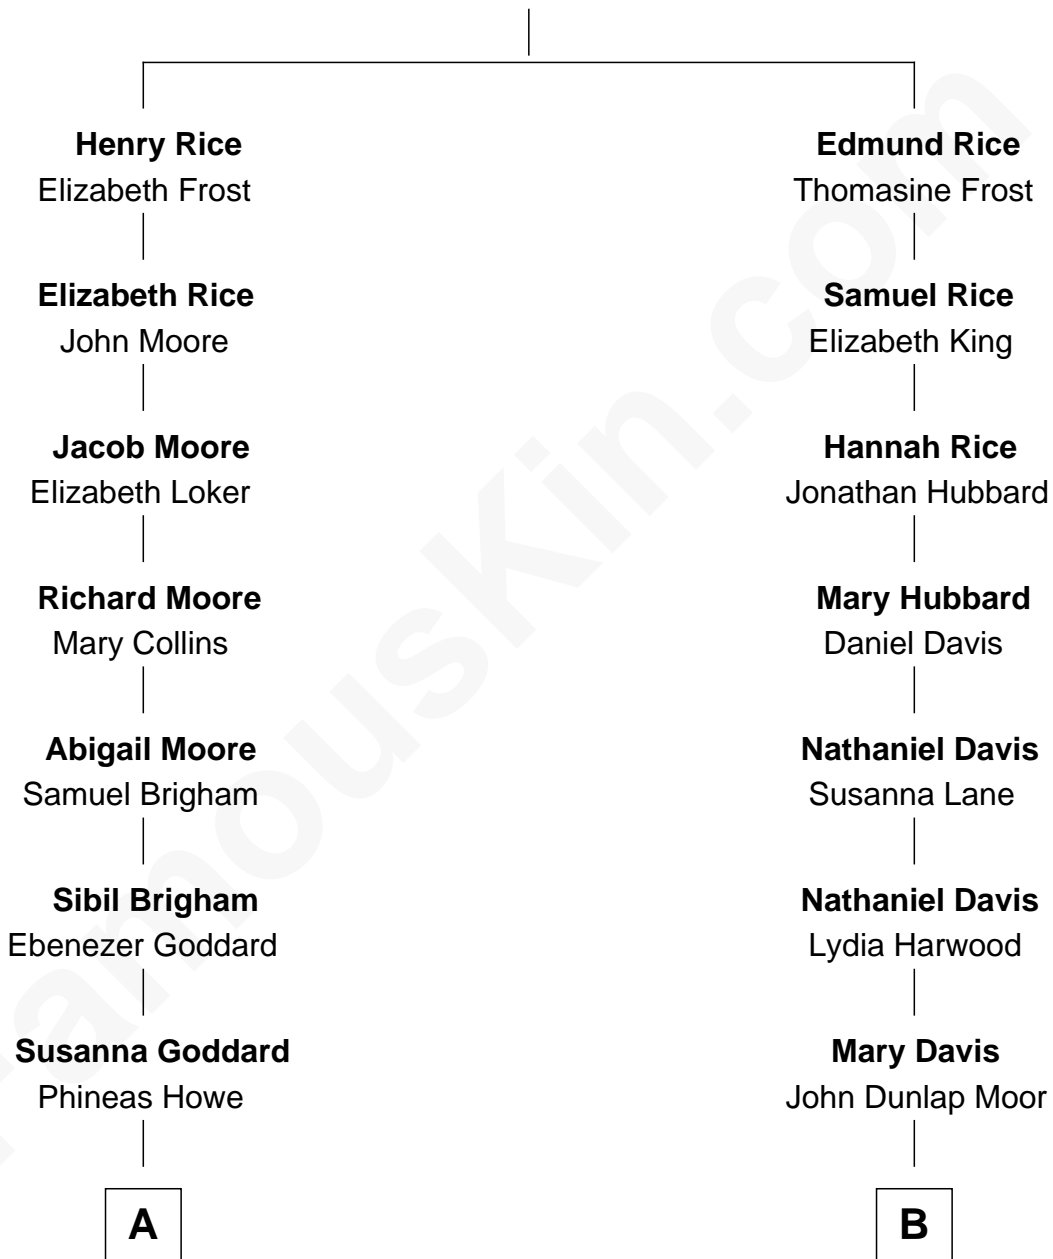 Henry Rice
Elizabeth Frost
Elizabeth Rice
John Moore
Jacob Moore
Elizabeth Loker
Richard Moore
Mary Collins
Abigail Moore
Samuel Brigham
Sibil Brigham
Ebenezer Goddard
Susanna Goddard
Phineas Howe
A
Edmund Rice
Thomasine Frost
Samuel Rice
Elizabeth King
Hannah Rice
Jonathan Hubbard
Mary Hubbard
Daniel Davis
Nathaniel Davis
Susanna Lane
Nathaniel Davis
Lydia Harwood
Mary Davis
John Dunlap Moor
B
FamousKin.com